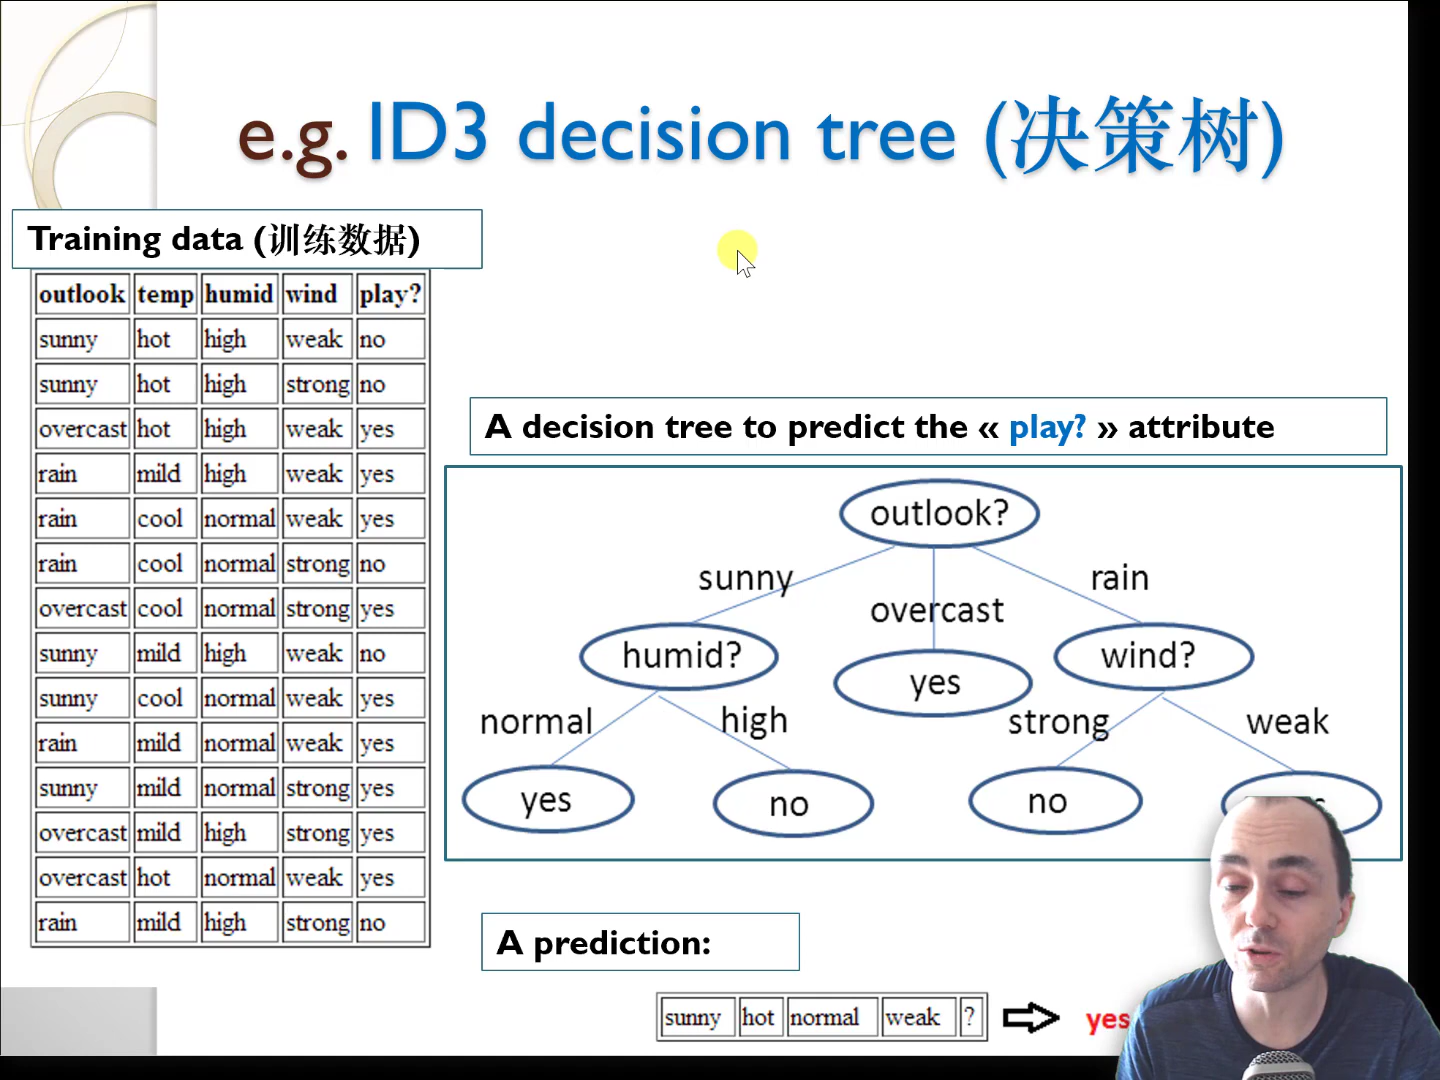 e.g. ID3 decision tree (决策树)
Training data (训练数据)
outlook temp humid wind play?
sunny hot high weak no
sunny hot high strong no
overcast hot high weak yes
rain mild high weak yes
rain cool normal weak yes
rain cool normal strong no
overcast cool normal strong yes
sunny mild high weak no
sunny cool normal weak yes
rain mild normal weak yes
sunny mild normal strong yes
overcast mild high strong yes
overcast hot normal weak yes
rain mild high strong no
A decision tree to predict the « play? » attribute
outlook?
sunny
overcast
rain
humid?
yes
wind?
normal
high
strong
weak
yes
no
no
A prediction:
sunny hot normal weak ?
yes